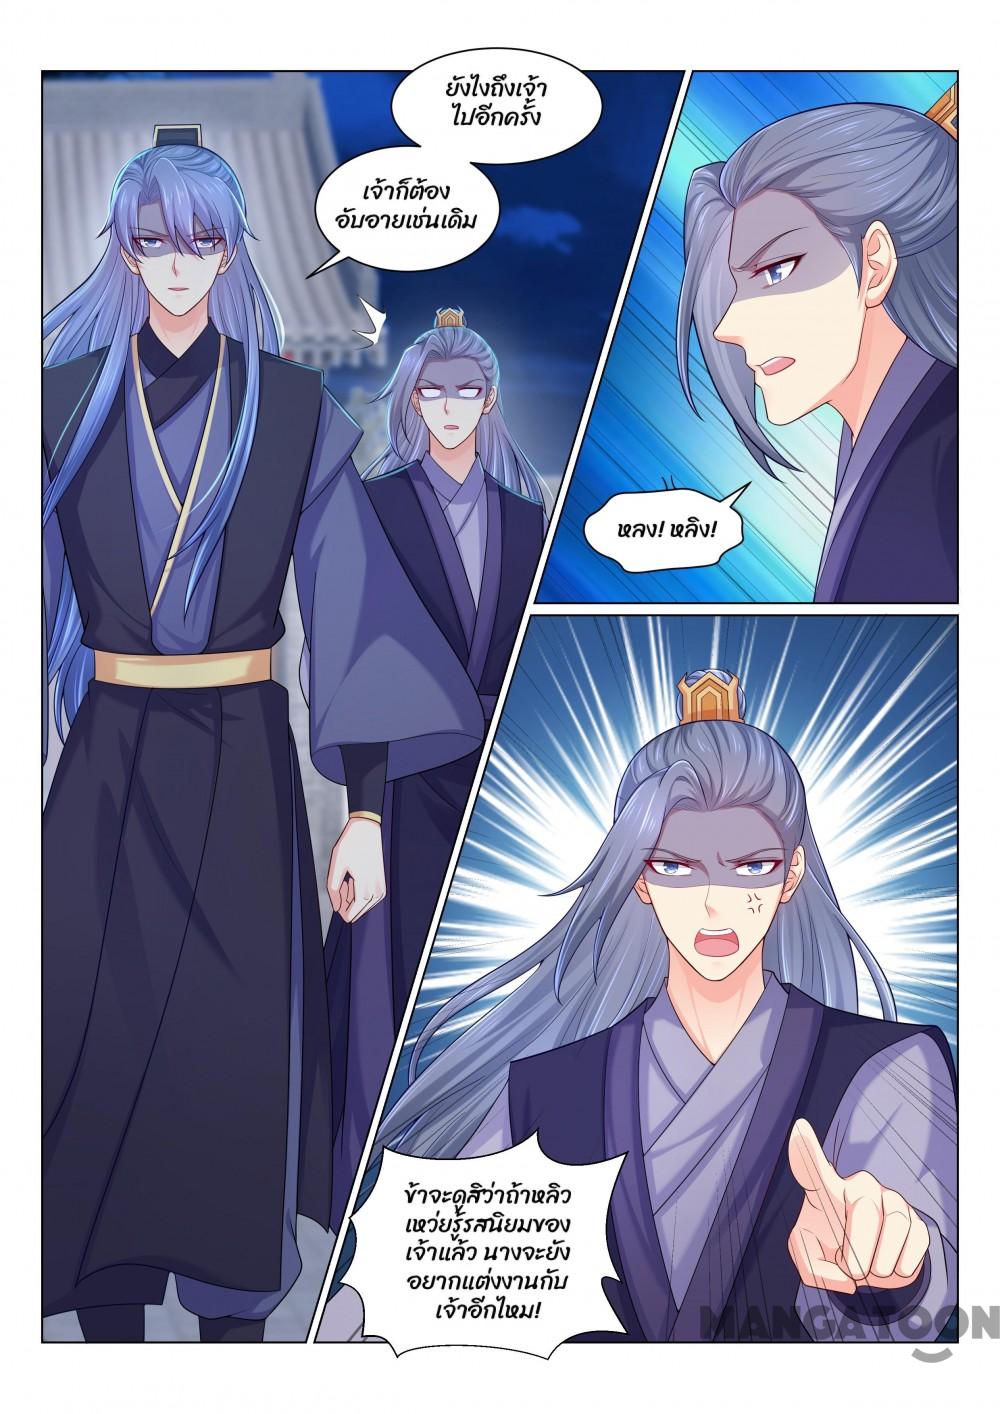 ยังไงถึงเจ้า
ไปอีกครั้ง
เจ้าก็ต้อง
อับอายเช่นเดิม
หลง! หลิง!
ข้าจะดูสิว่าถ้าหลิว
เหว่ยรู้รสนิยมของ
เจ้าแล้ว นางจะยัง
อยากแต่งงานกับ
เจ้าอีกไหม!
MANGATOON